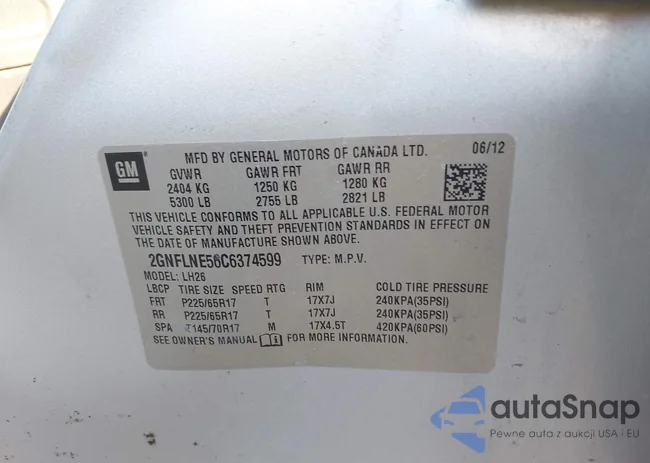 GM
MFD BY GENERAL MOTORS OF CANADA LTD. 06/12
GVWR GAWR FRT GAWR RR
2404 KG 1250 KG 1280 KG
5300 LB 2755 LB 2821 LB
THIS VEHICLE CONFORMS TO ALL APPLICABLE U.S. FEDERAL MOTOR
VEHICLE SAFETY AND THEFT PREVENTION STANDARDS IN EFFECT ON
THE DATE OF MANUFACTURE SHOWN ABOVE.
2GNFLNE56C6374599 TYPE: M.P.V.
MODEL: LH26
LBCP TIRE SIZE SPEED RTG RIM COLD TIRE PRESSURE
FRT P225/65R17 T 17X7J 240KPA(35PSI)
RR P225/65R17 T 17X7J 240KPA(35PSI)
SPA T145/70R17 M 17X4.5T 420KPA(60PSI)
SEE OWNER'S MANUAL FOR MORE INFORMATION.
autaSnap
Pewne auta z aukcji USA i EU